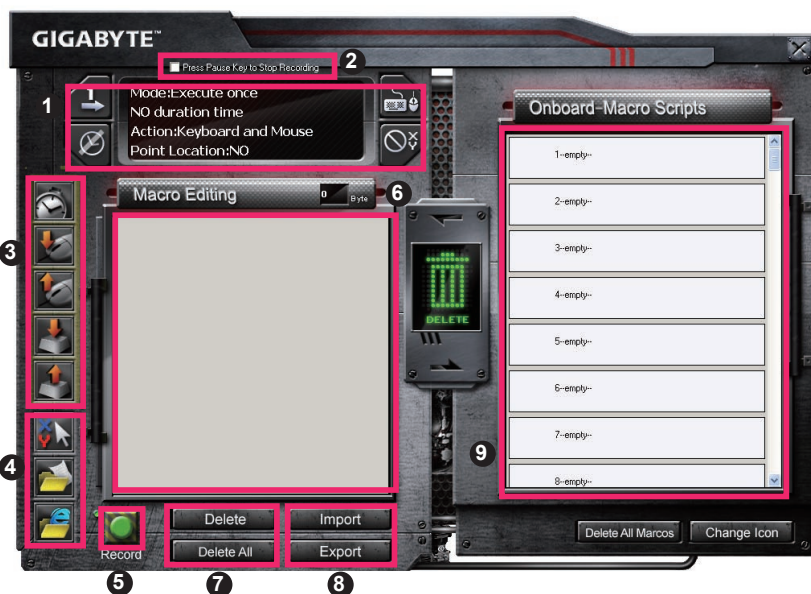 GIGABYTE™
Press Pause Key to Stop Recording
2
1
Mode:Execute once
NO duration time
Action:Keyboard and Mouse
Point Location:NO
X
Y
Onboard-Macro Scripts
Macro Editing
0
Byte
6
3
4
X
Y
DELETE
1--empty--
2--empty--
3--empty--
4--empty--
5--empty--
6--empty--
7--empty--
8--empty--
9
Record
Delete
Import
Delete All
Export
5
7
8
Delete All Marcos
Change Icon